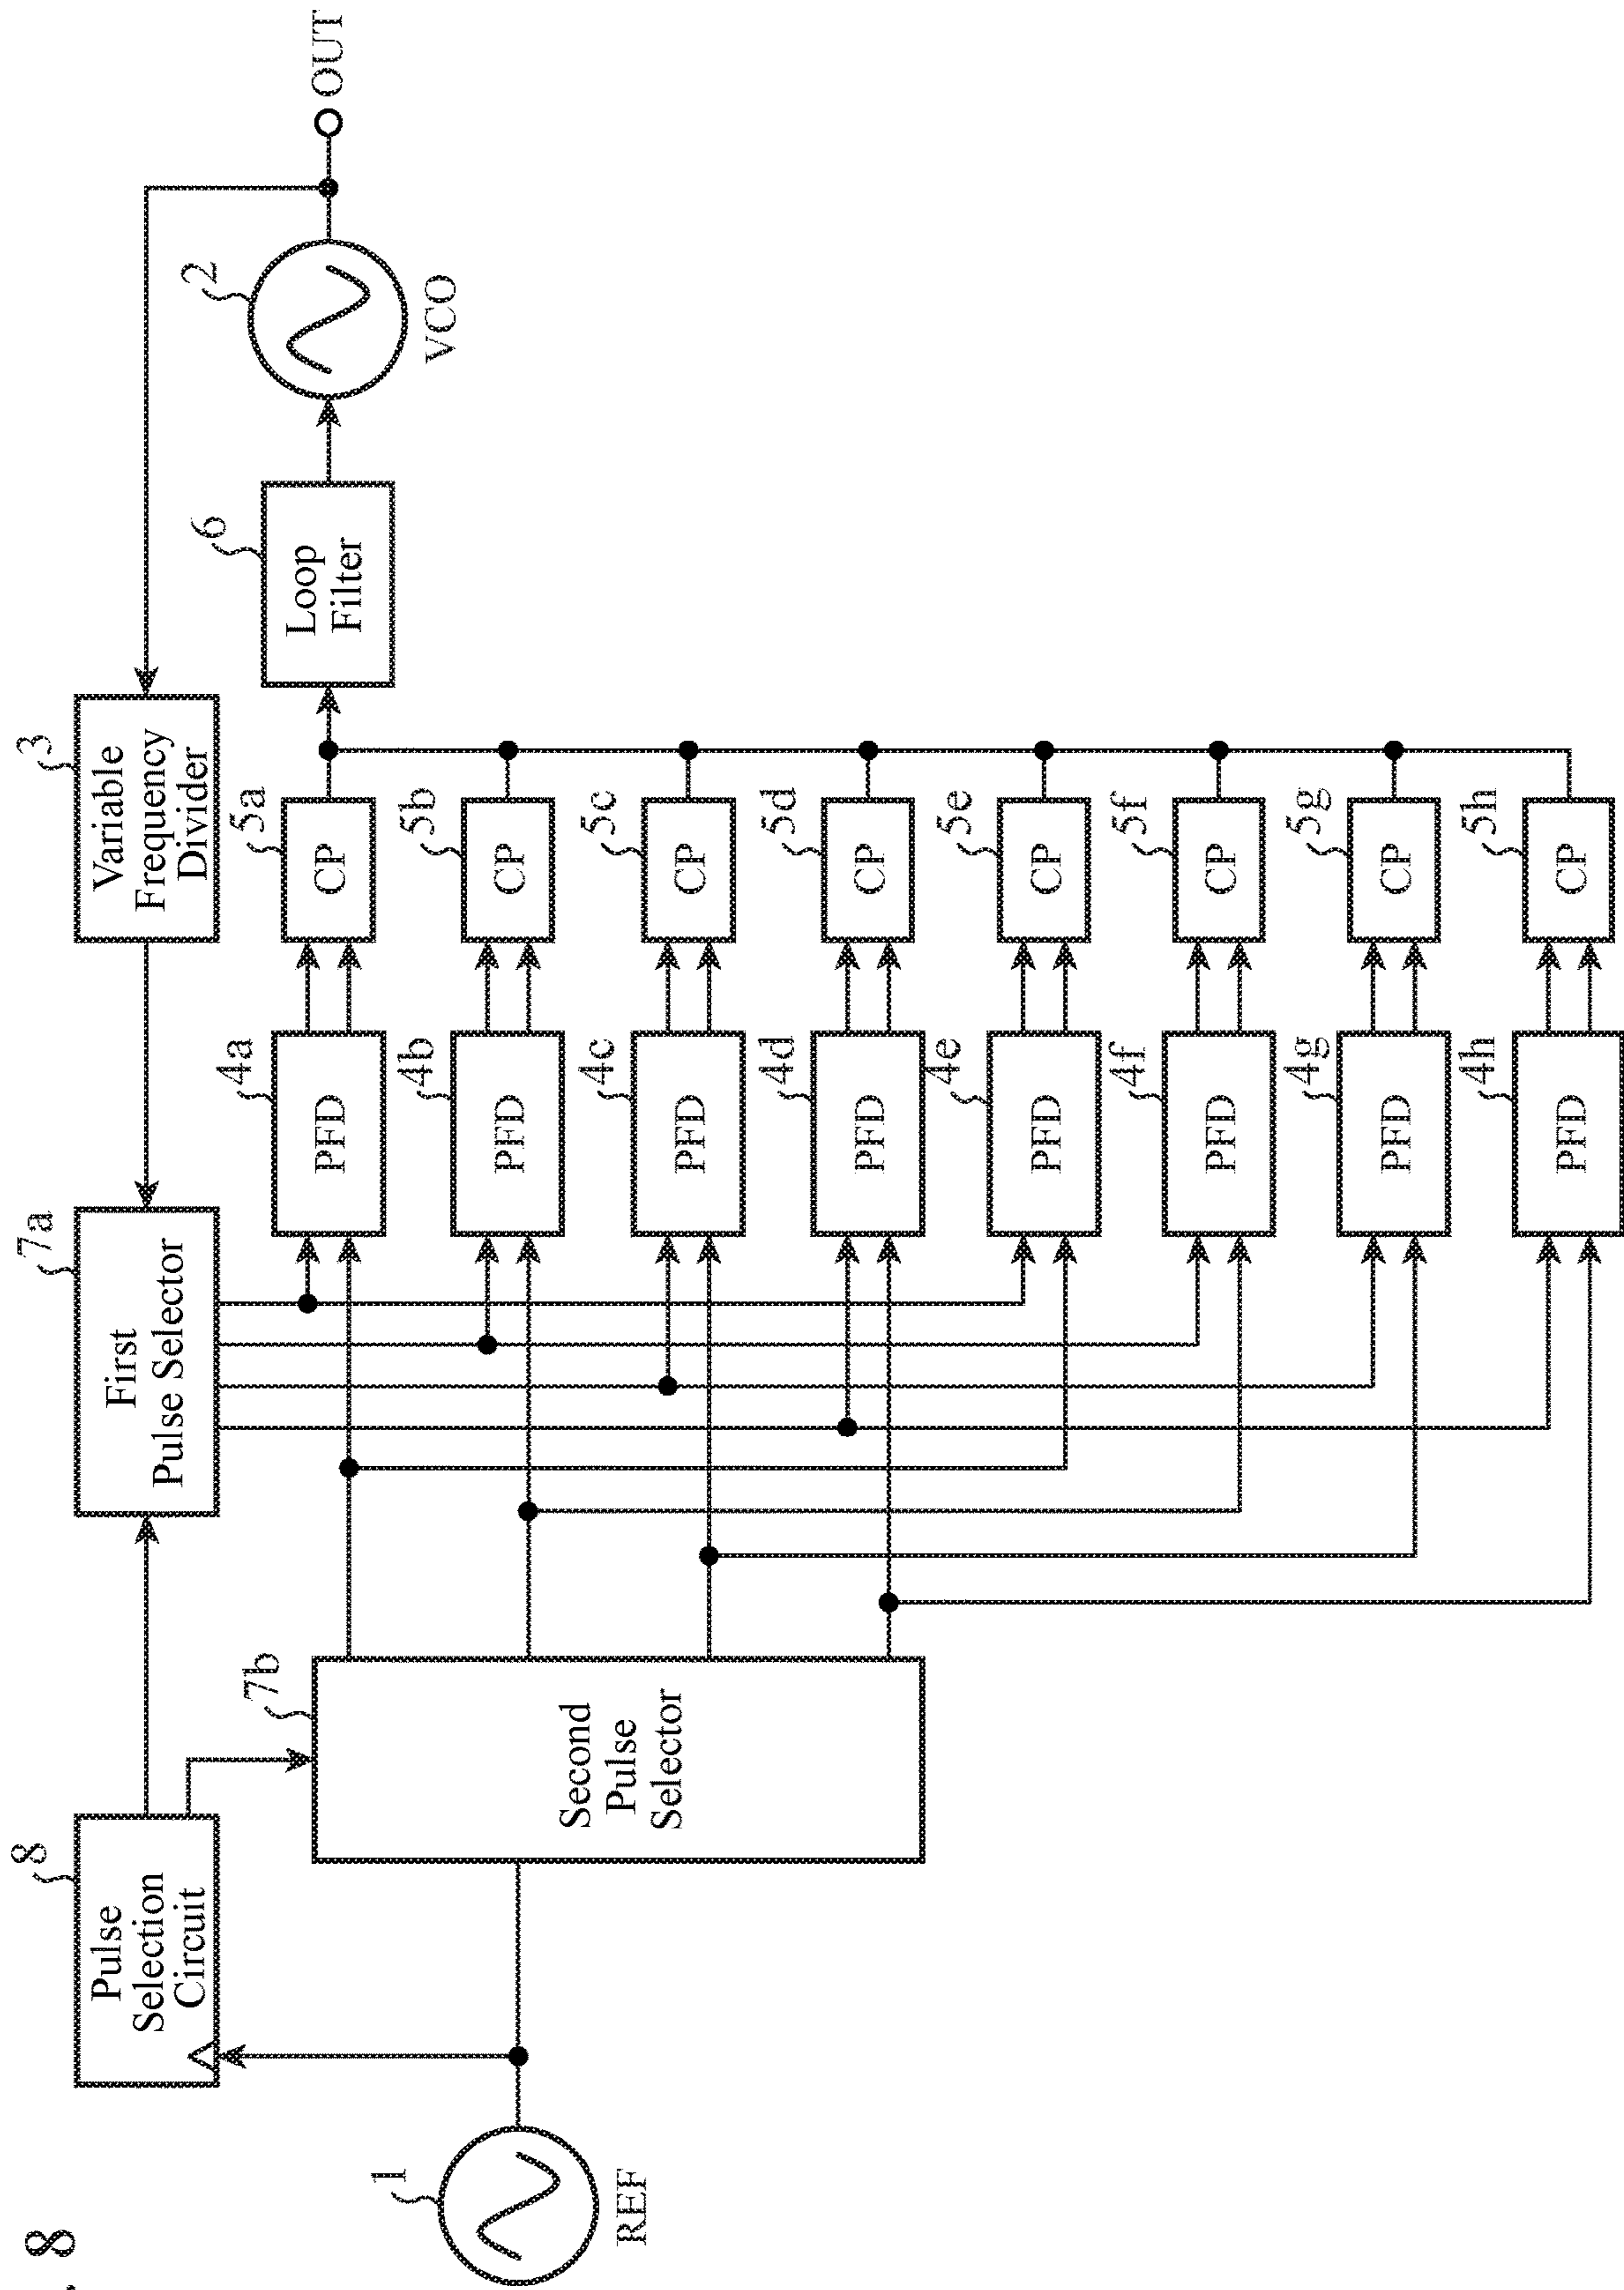 . 8
8
Pulse
Selection
Circuit
7a
First
Pulse Selector
3
Variable
Frequency
Divider
1
REF
7b
Second
Pulse
Selector
4a
PFD
5a
CP
6
Loop
Filter
2
VCO
OUT
4b
PFD
5b
CP
4c
PFD
5c
CP
4d
PFD
5d
CP
4e
PFD
5e
CP
4f
PFD
5f
CP
4g
PFD
5g
CP
4h
PFD
5h
CP